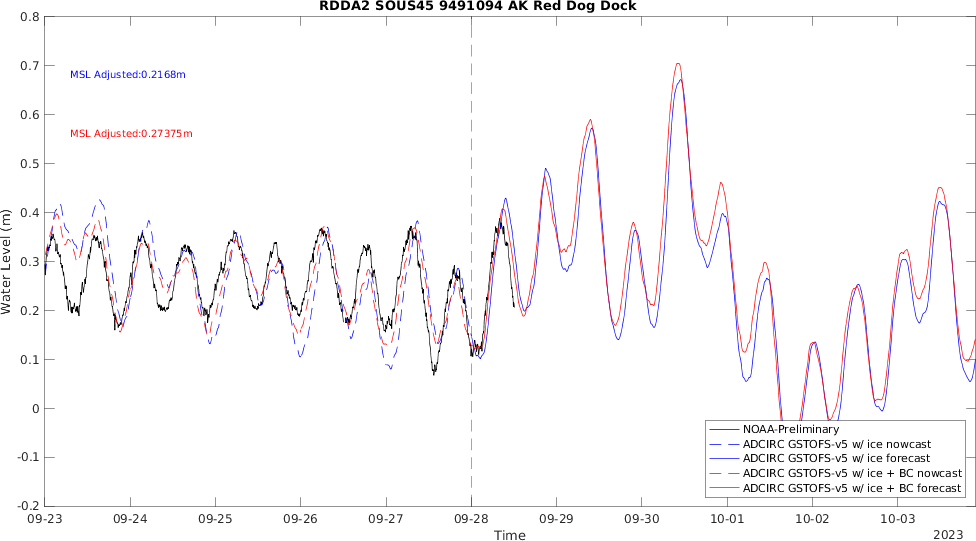 RDDA2 SOUS45 9491094 AK Red Dog Dock
0.8
0.7
0.6
0.5
0.4
0.3
0.2
0.1
0
-0.1
-0.2
Water Level (m)
MSL Adjusted:0.2168m
MSL Adjusted:0.27375m
NOAA-Preliminary
ADCIRC GSTOFS-v5 w/ ice nowcast
ADCIRC GSTOFS-v5 w/ ice forecast
ADCIRC GSTOFS-v5 w/ ice + BC nowcast
ADCIRC GSTOFS-v5 w/ ice + BC forecast
09-23 09-24 09-25 09-26 09-27 09-28 09-29 09-30 10-01 10-02 10-03
Time
2023